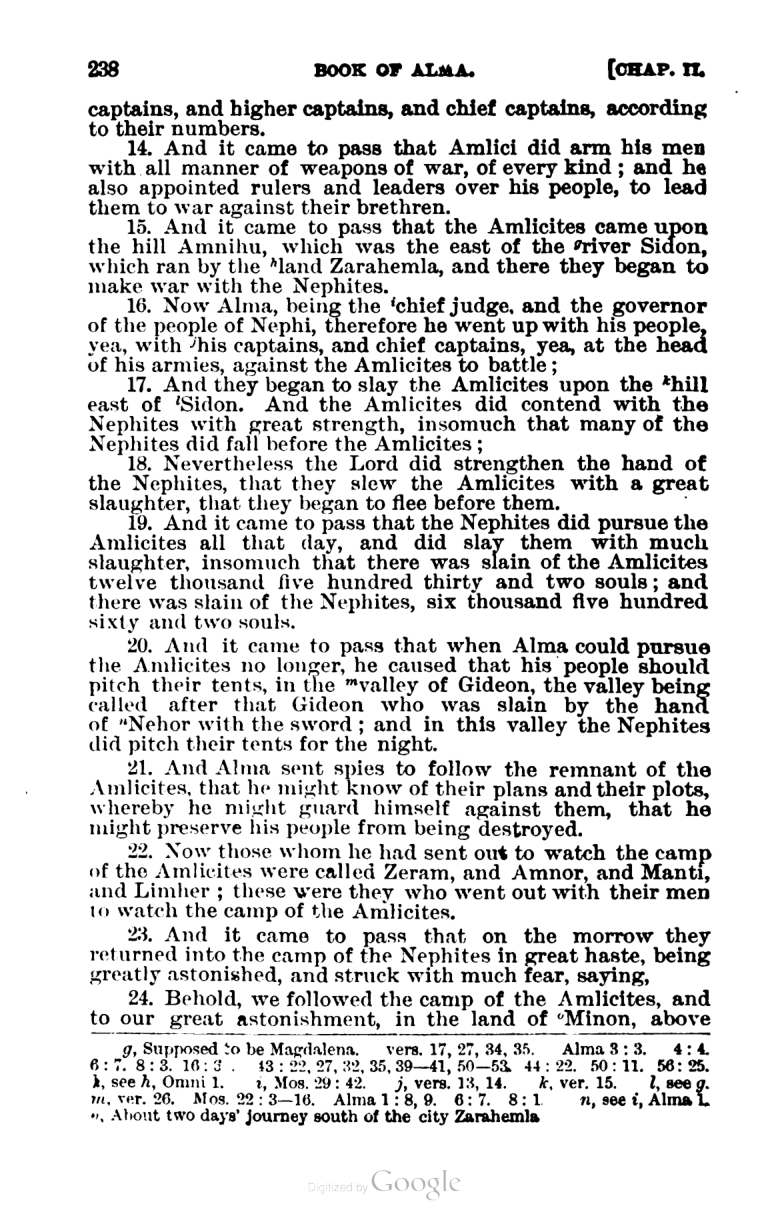 238 BOOK OF ALMA. [CHAP. II.
captains, and higher captains, and chief captains, according
to their numbers.
14. And it came to pass that Amlici did arm his men
with all manner of weapons of war, of every kind ; and he
also appointed rulers and leaders over his people, to lead
them to war against their brethren.
15. And it came to pass that the Amlicites came upon
the hill Amnihu, which was the east of the ᵍriver Sidon,
which ran by the ʰland Zarahemla, and there they began to
make war with the Nephites.
16. Now Alma, being the ⁱchief judge, and the governor
of the people of Nephi, therefore he went up with his people,
yea, with ʲhis captains, and chief captains, yea, at the head
of his armies, against the Amlicites to battle ;
17. And they began to slay the Amlicites upon the ᵏhill
east of ˡSidon. And the Amlicites did contend with the
Nephites with great strength, insomuch that many of the
Nephites did fall before the Amlicites ;
18. Nevertheless the Lord did strengthen the hand of
the Nephites, that they slew the Amlicites with a great
slaughter, that they began to flee before them.
19. And it came to pass that the Nephites did pursue the
Amlicites all that day, and did slay them with much
slaughter, insomuch that there was slain of the Amlicites
twelve thousand five hundred thirty and two souls ; and
there was slain of the Nephites, six thousand five hundred
sixty and two souls.
20. And it came to pass that when Alma could pursue
the Amlicites no longer, he caused that his people should
pitch their tents, in the ᵐvalley of Gideon, the valley being
called after that Gideon who was slain by the hand
of ⁿNehor with the sword ; and in this valley the Nephites
did pitch their tents for the night.
21. And Alma sent spies to follow the remnant of the
Amlicites, that he might know of their plans and their plots,
whereby he might guard himself against them, that he
might preserve his people from being destroyed.
22. Now those whom he had sent out to watch the camp
of the Amlicites were called Zeram, and Amnor, and Manti,
and Limher ; these were they who went out with their men
to watch the camp of the Amlicites.
23. And it came to pass that on the morrow they
returned into the camp of the Nephites in great haste, being
greatly astonished, and struck with much fear, saying,
24. Behold, we followed the camp of the Amlicites, and
to our great astonishment, in the land of ᵒMinon, above
g, Supposed to be Magdalena. vers. 17, 27, 34, 35. Alma 3 : 3. 4 : 4.
6 : 7. 8 : 3. 16 : 43 : 22, 27, 32, 35, 39—41, 50—53. 44 : 22. 50 : 11. 56 : 25.
h, see h, Omni 1. i, Mos. 29 : 42. j, vers. 13, 14. k, ver. 15. l, see g.
m, ver. 26. Mos. 22 : 3—16. Alma 1 : 8, 9. 6 : 7. 8 : 1 n, see i, Alma 1.
o, About two days' journey south of the city Zarahemla
Digitized by Google